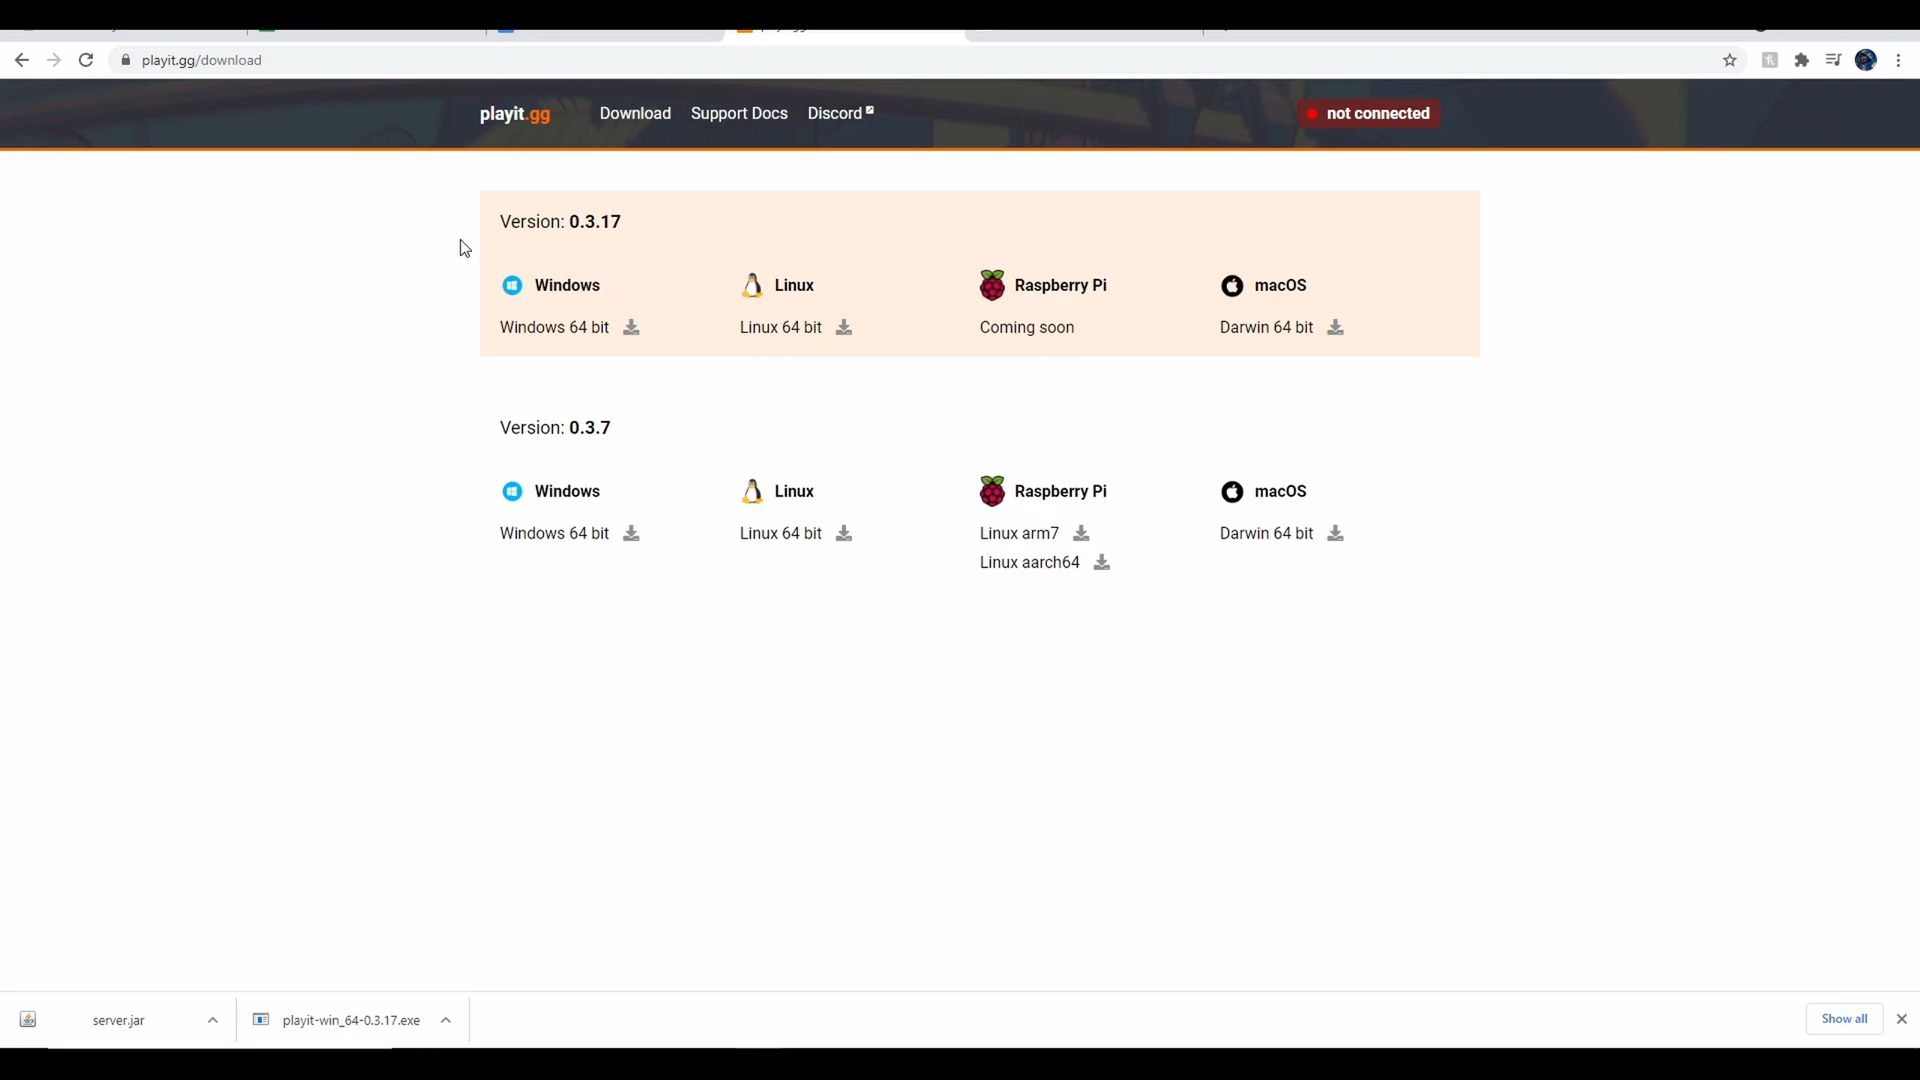 playit.gg/download
playit.gg Download Support Docs Discord not connected
Version: 0.3.17
Windows Linux Raspberry Pi macOS
Windows 64 bit Linux 64 bit Coming soon Darwin 64 bit
Version: 0.3.7
Windows Linux Raspberry Pi macOS
Windows 64 bit Linux 64 bit Linux arm7 Darwin 64 bit
Linux aarch64
server.jar playit-win_64-0.3.17.exe Show all